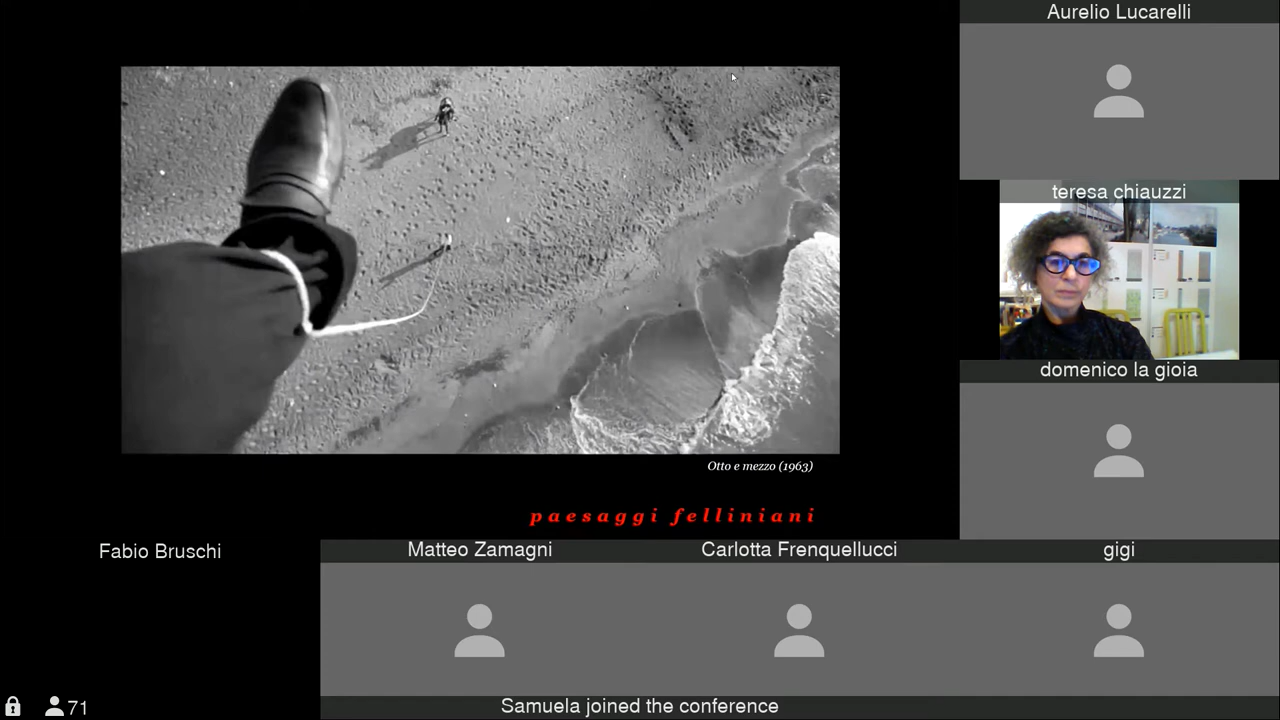 Aurelio Lucarelli
teresa chiauzzi
domenico la gioia
Otto e mezzo (1963)
paesaggi felliniani
Fabio Bruschi
Matteo Zamagni
Carlotta Frenquellucci
gigi
71
Samuela joined the conference